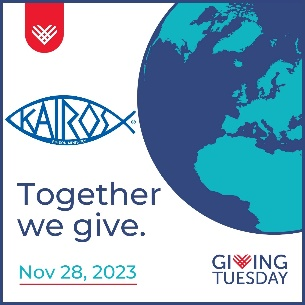 KAIROS
Together
we give.
Nov 28, 2023
GIVING
TUESDAY